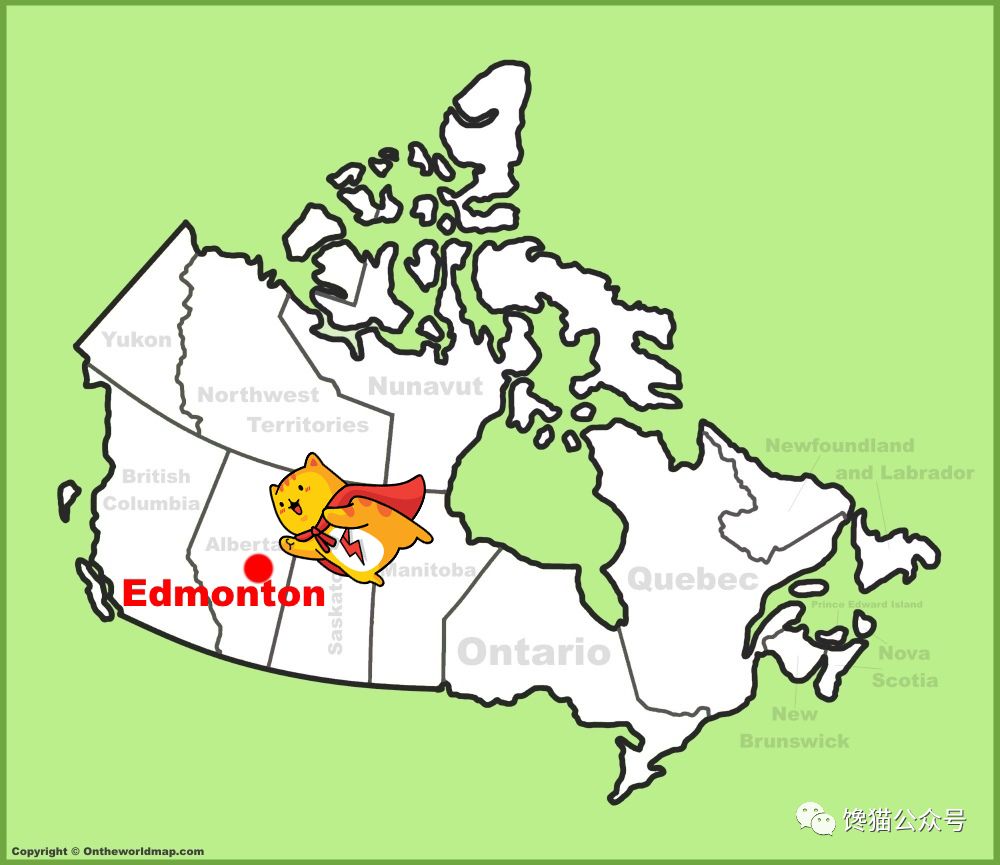 Yukon
Northwest
Territories
Nunavut
British
Columbia
Newfoundland
and Labrador
Alberta
Edmonton
Manitoba
Quebec
Prince Edward Island
Ontario
Nova
Scotia
New
Brunswick
馋猫公众号
Copyright © Ontheworldmap.com